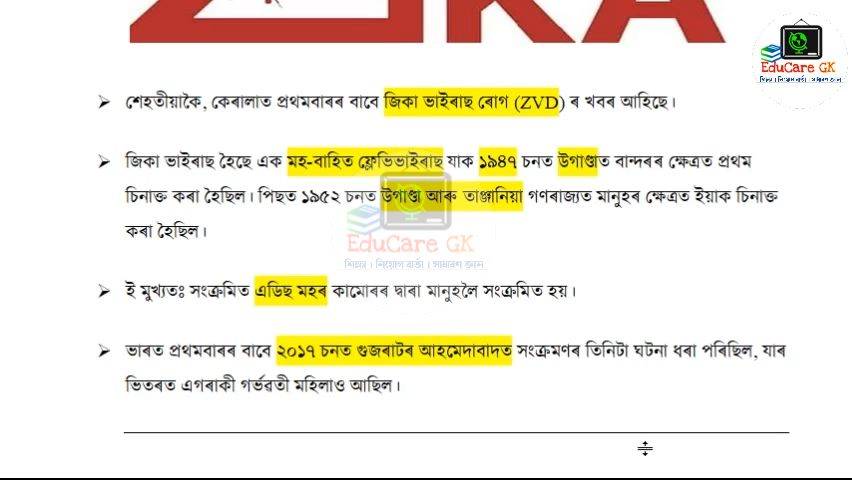 ZIKA
EduCare GK
শিক্ষা । নিয়োগ বাৰ্তা । সাধাৰণ জ্ঞান
➢ শেহতীয়াকৈ, কেৰালাত প্ৰথমবাৰৰ বাবে জিকা ভাইৰাছ ৰোগ (ZVD) ৰ খবৰ আহিছে।
➢ জিকা ভাইৰাছ হৈছে এক মহ-বাহিত ফ্লেভিভাইৰাছ যাক ১৯৪৭ চনত উগাণ্ডাত বান্দৰৰ ক্ষেত্ৰত প্ৰথম
চিনাক্ত কৰা হৈছিল। পিছত ১৯৫২ চনত উগাণ্ডা আৰু তাঞ্জানিয়া গণৰাজ্যত মানুহৰ ক্ষেত্ৰত ইয়াক চিনাক্ত
কৰা হৈছিল।
EduCare GK
শিক্ষা । নিয়োগ বাৰ্তা । সাধাৰণ জ্ঞান
➢ ই মুখ্যতঃ সংক্ৰমিত এডিছ মহৰ কামোৰৰ দ্বাৰা মানুহলৈ সংক্ৰমিত হয়।
➢ ভাৰত প্ৰথমবাৰৰ বাবে ২০১৭ চনত গুজৰাটৰ আহমেদাবাদত সংক্ৰমণৰ তিনিটা ঘটনা ধৰা পৰিছিল, যাৰ
ভিতৰত এগৰাকী গৰ্ভৱতী মহিলাও আছিল।